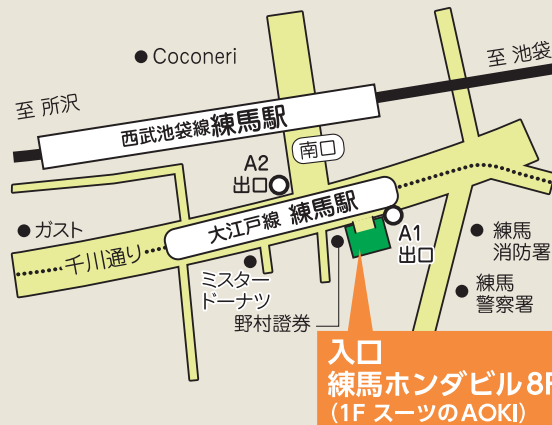 Coconeri
至 池袋
至 所沢
西武池袋線 練馬駅
南口
A2
出口
大江戸線 練馬駅
A1
出口
ガスト
千川通り
練馬
消防署
ミスター
ドーナツ
練馬
警察署
野村證券
入口
練馬ホンダビル8F
(1F スーツのAOKI)